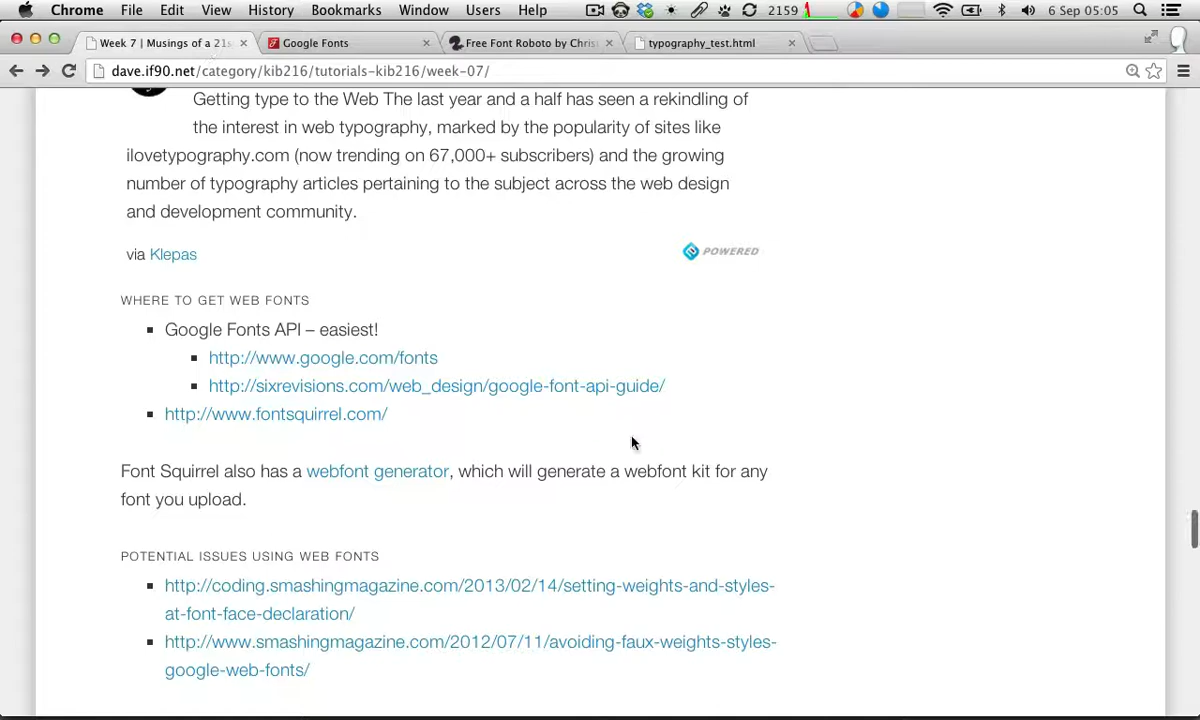 Chrome File Edit View History Bookmarks Window Users Help 2159 6 Sep 05:05
Week 7 | Musings of a 21s Google Fonts Free Font Roboto by Chris typography_test.html
dave.if90.net/category/kib216/tutorials-kib216/week-07/
Getting type to the Web The last year and a half has seen a rekindling of
the interest in web typography, marked by the popularity of sites like
ilovetypography.com (now trending on 67,000+ subscribers) and the growing
number of typography articles pertaining to the subject across the web design
and development community.
via Klepas
POWERED
WHERE TO GET WEB FONTS
Google Fonts API – easiest!
http://www.google.com/fonts
http://sixrevisions.com/web_design/google-font-api-guide/
http://www.fontsquirrel.com/
Font Squirrel also has a webfont generator, which will generate a webfont kit for any
font you upload.
POTENTIAL ISSUES USING WEB FONTS
http://coding.smashingmagazine.com/2013/02/14/setting-weights-and-styles-
at-font-face-declaration/
http://www.smashingmagazine.com/2012/07/11/avoiding-faux-weights-styles-
google-web-fonts/